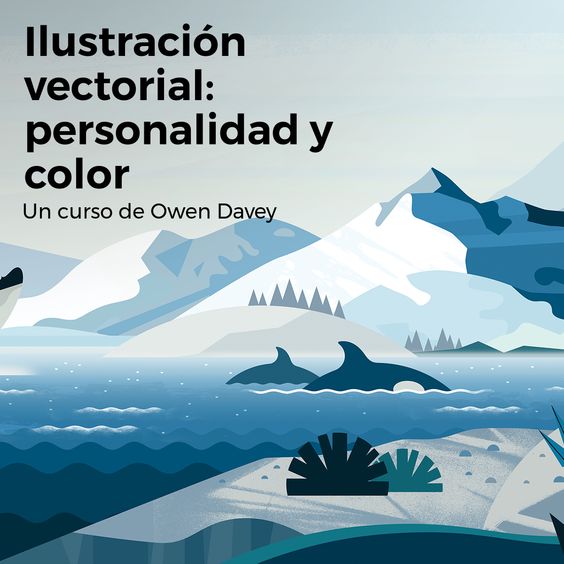 Ilustración
vectorial:
personalidad y
color
Un curso de Owen Davey